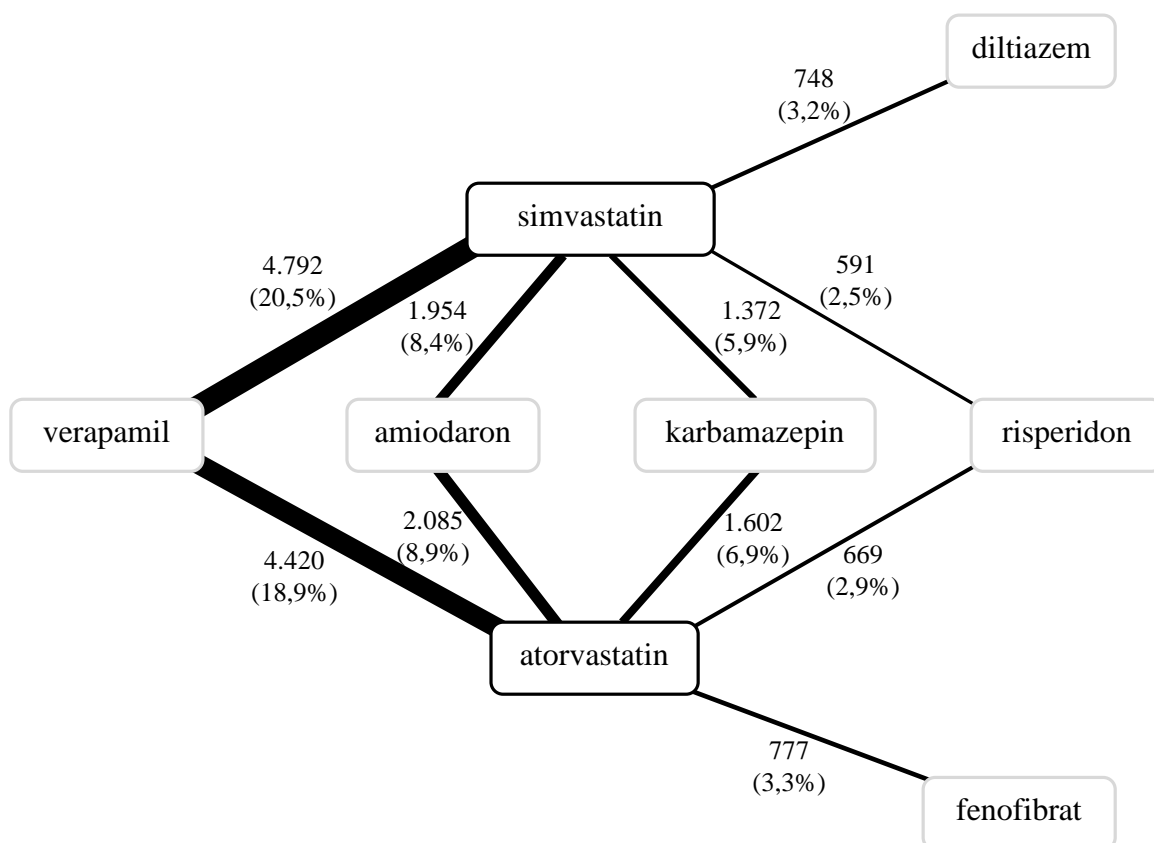 diltiazem
748
(3,2%)
simvastatin
4.792
(20,5%)
1.954
(8,4%)
1.372
(5,9%)
591
(2,5%)
verapamil
amiodaron
karbamazepin
risperidon
4.420
(18,9%)
2.085
(8,9%)
1.602
(6,9%)
669
(2,9%)
atorvastatin
777
(3,3%)
fenofibrat